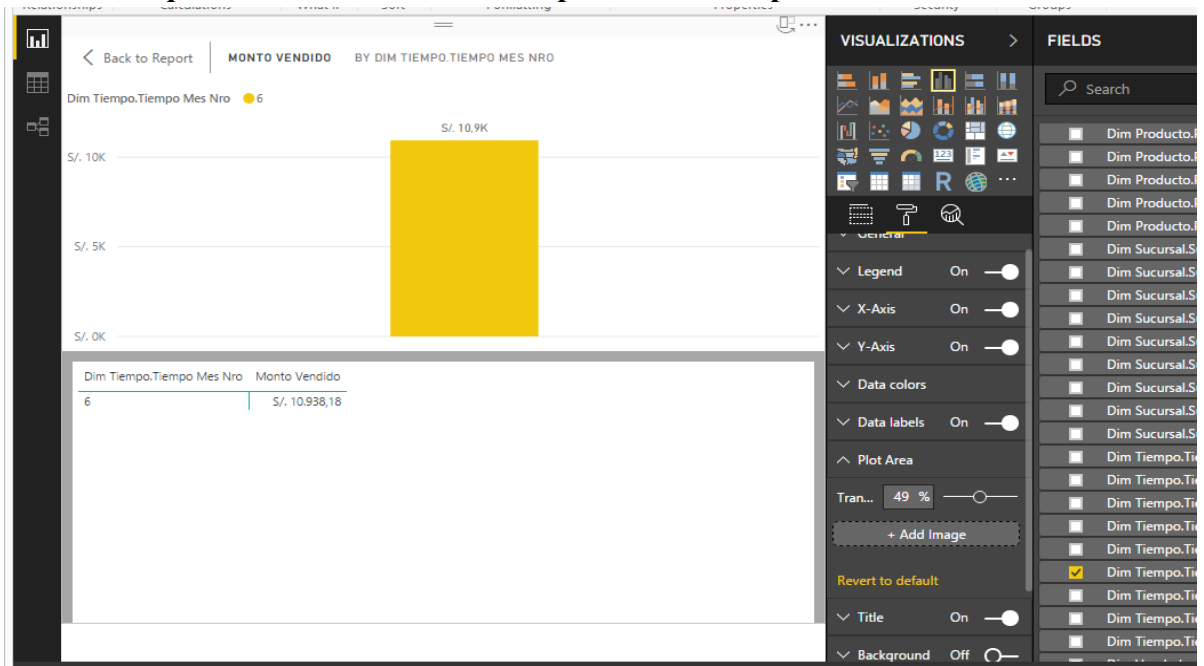 Back to Report MONTO VENDIDO BY DIM TIEMPO.TIEMPO MES NRO
Dim Tiempo.Tiempo Mes Nro 6
S/. 10,9K
S/. 10K
S/. 5K
S/. 0K
Dim Tiempo.Tiempo Mes Nro Monto Vendido
6 S/. 10.938,18
VISUALIZATIONS
123
R
General
Legend On
X-Axis On
Y-Axis On
Data colors
Data labels On
Plot Area
Tran... 49 %
+ Add Image
Revert to default
Title On
Background Off
FIELDS
Search
Dim Producto.
Dim Producto.
Dim Producto.
Dim Producto.
Dim Producto.
Dim Sucursal.
Dim Sucursal.
Dim Sucursal.
Dim Sucursal.
Dim Sucursal.
Dim Sucursal.
Dim Sucursal.
Dim Sucursal.
Dim Sucursal.
Dim Tiempo.
Dim Tiempo.
Dim Tiempo.
Dim Tiempo.
Dim Tiempo.
Dim Tiempo.
Dim Tiempo.
Dim Tiempo.
Dim Tiempo.